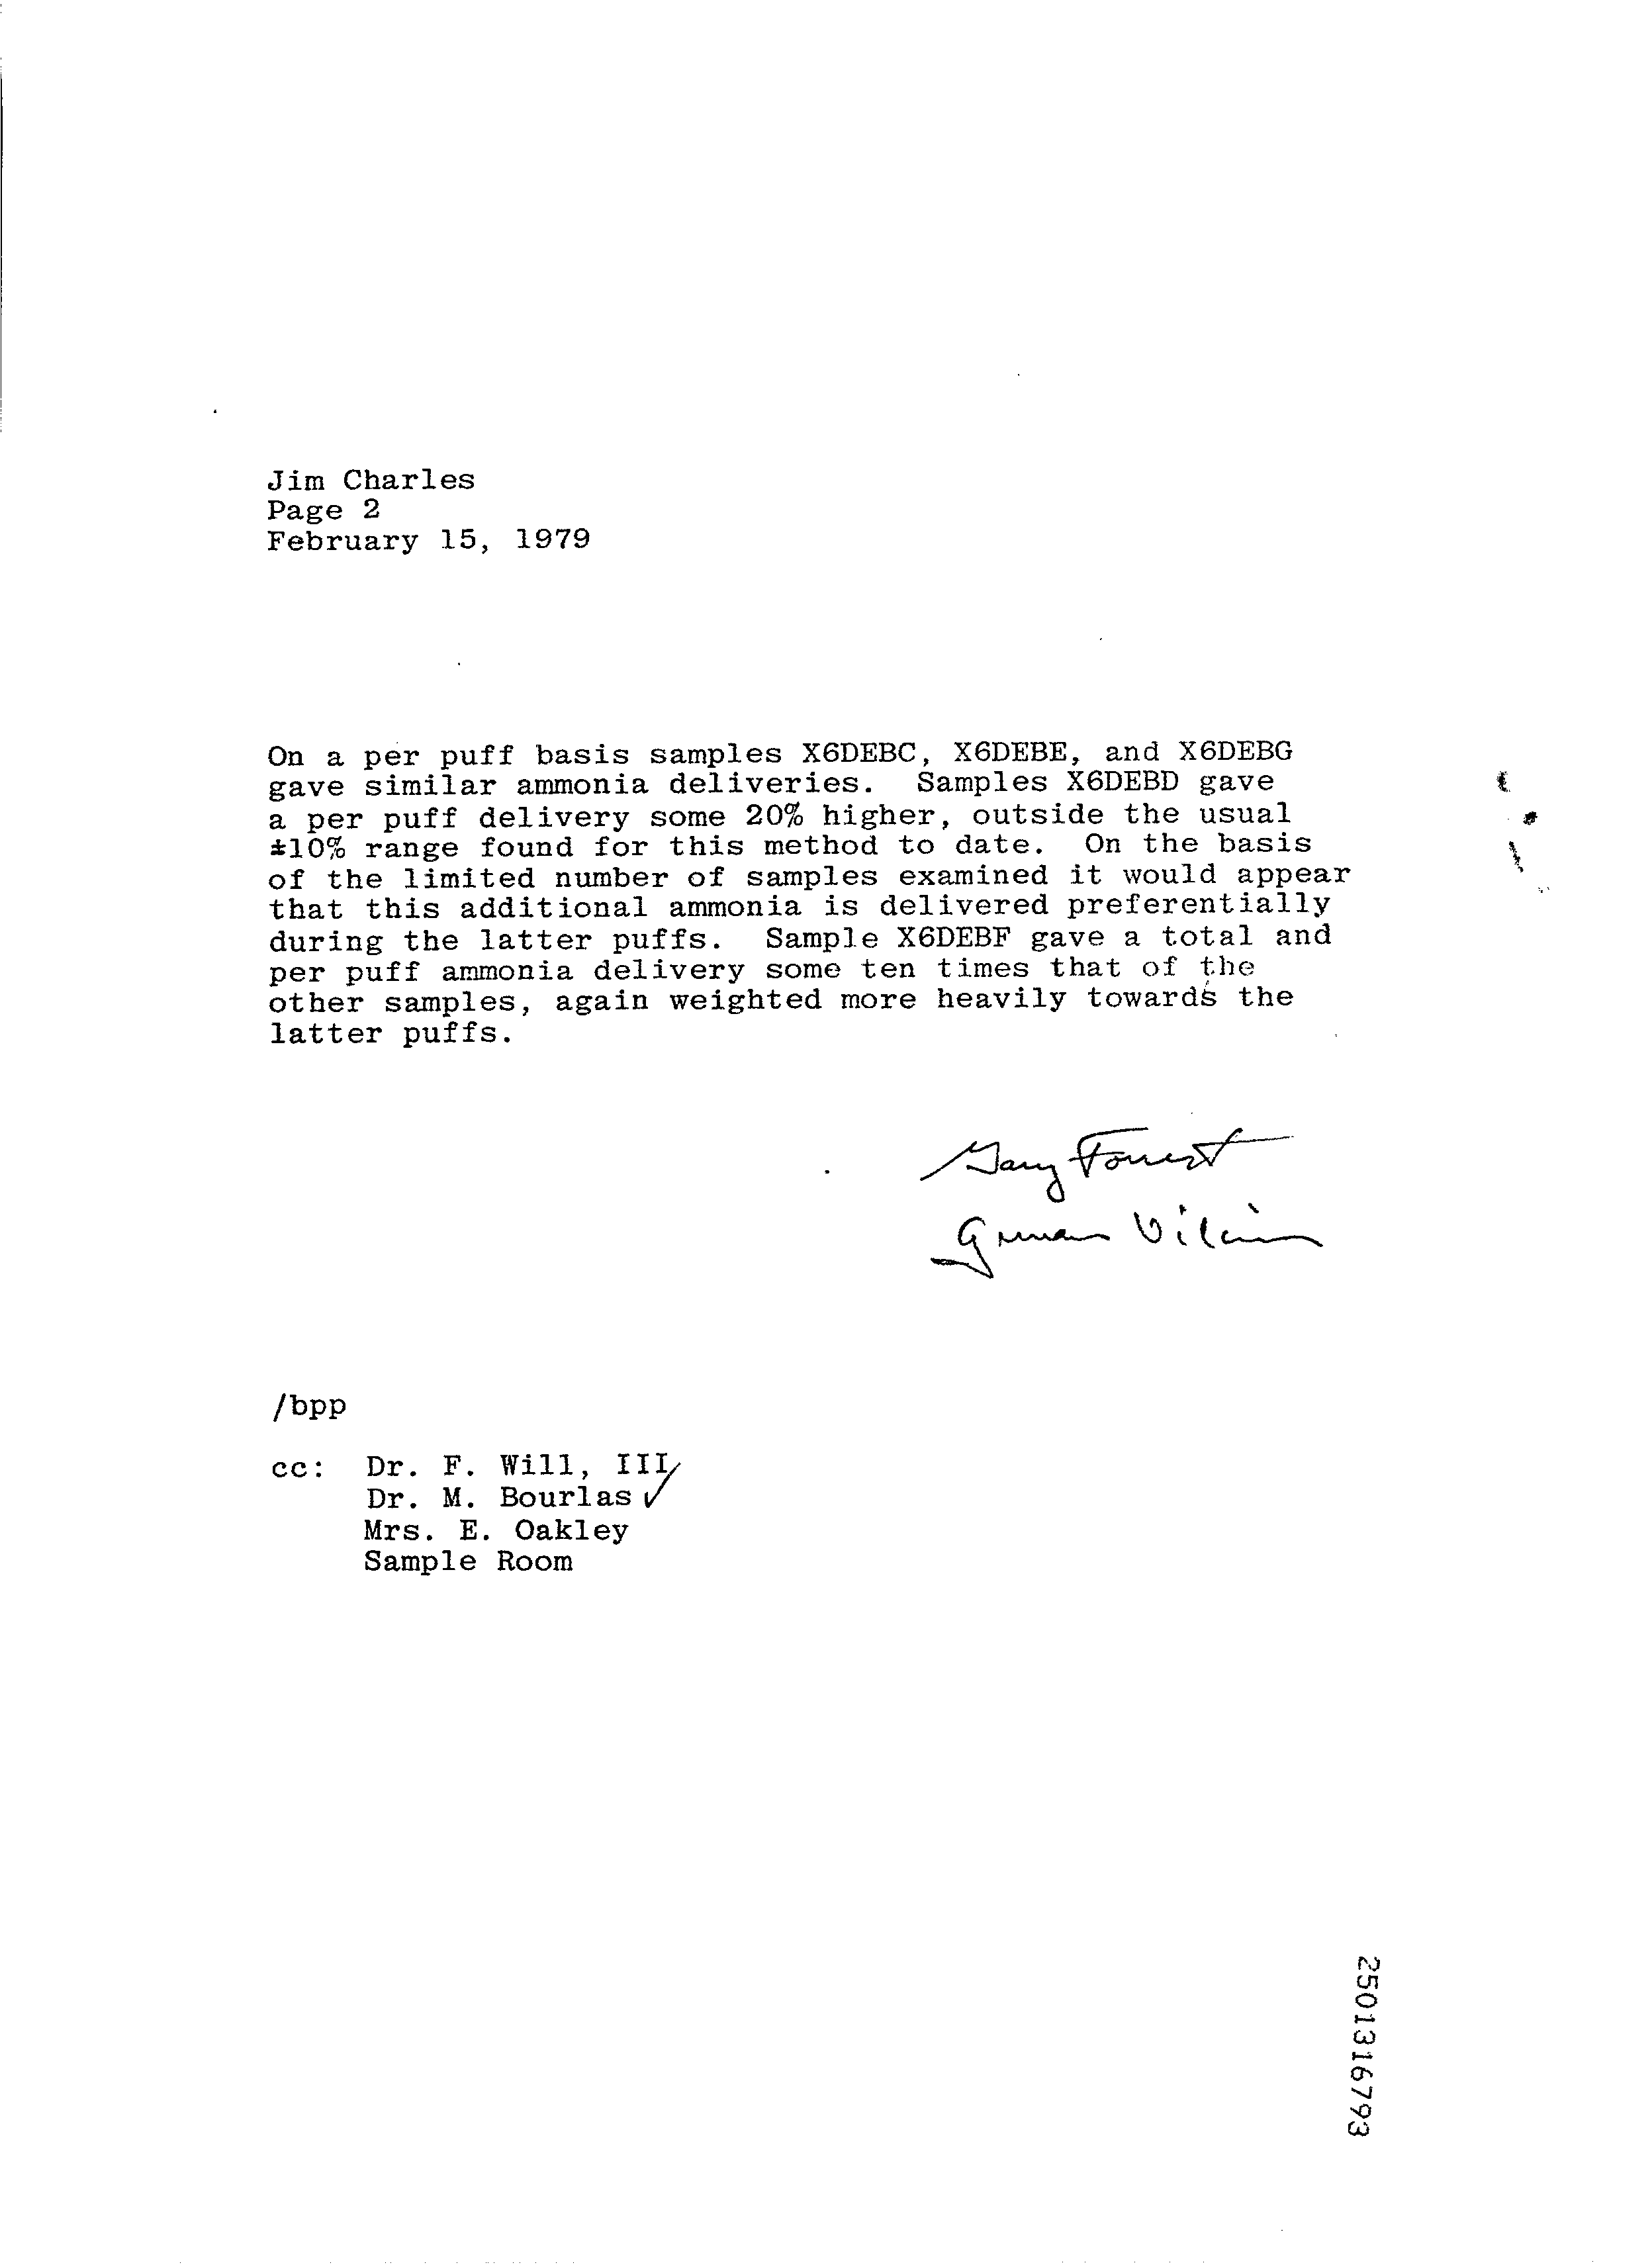 Jim Charles
Page 2
February 15, 1979
On a per puff basis samples X6DEBC, X6DEBE, and X6DEBG
gave similar ammonia deliveries. Samples X6DEBD gave
a per puff delivery some 20% higher, outside the usual
±10% range found for this method to date. On the basis
of the limited number of samples examined it would appear
that this additional ammonia is delivered preferentially
during the latter puffs. Sample X6DEBF gave a total and
per puff ammonia delivery some ten times that of the
other samples, again weighted more heavily towards the
latter puffs.
Gary Forrest
/bpp
cc: Dr. F. Will, III
Dr. M. Bourlas ✓
Mrs. E. Oakley
Sample Room
2501316793